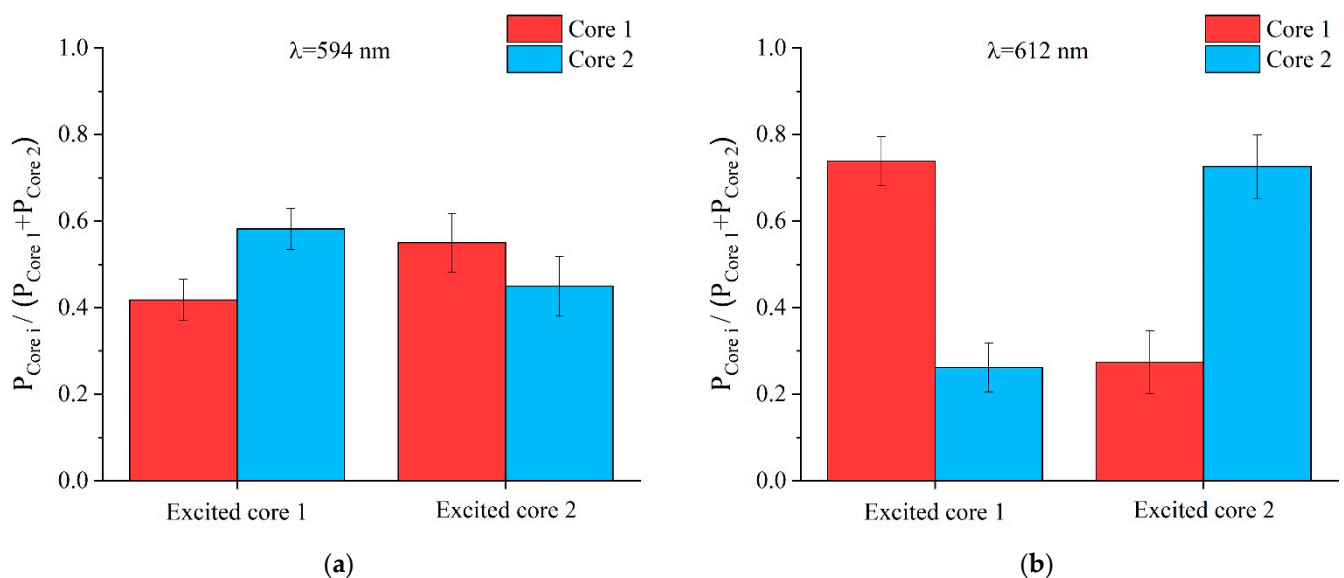 Core 1
Core 2
λ=594 nm
1.0
0.8
0.6
0.4
0.2
0.0
P_Core i / (P_Core 1+P_Core 2)
Excited core 1
Excited core 2
(a)
Core 1
Core 2
λ=612 nm
1.0
0.8
0.6
0.4
0.2
0.0
P_Core i / (P_Core 1+P_Core 2)
Excited core 1
Excited core 2
(b)